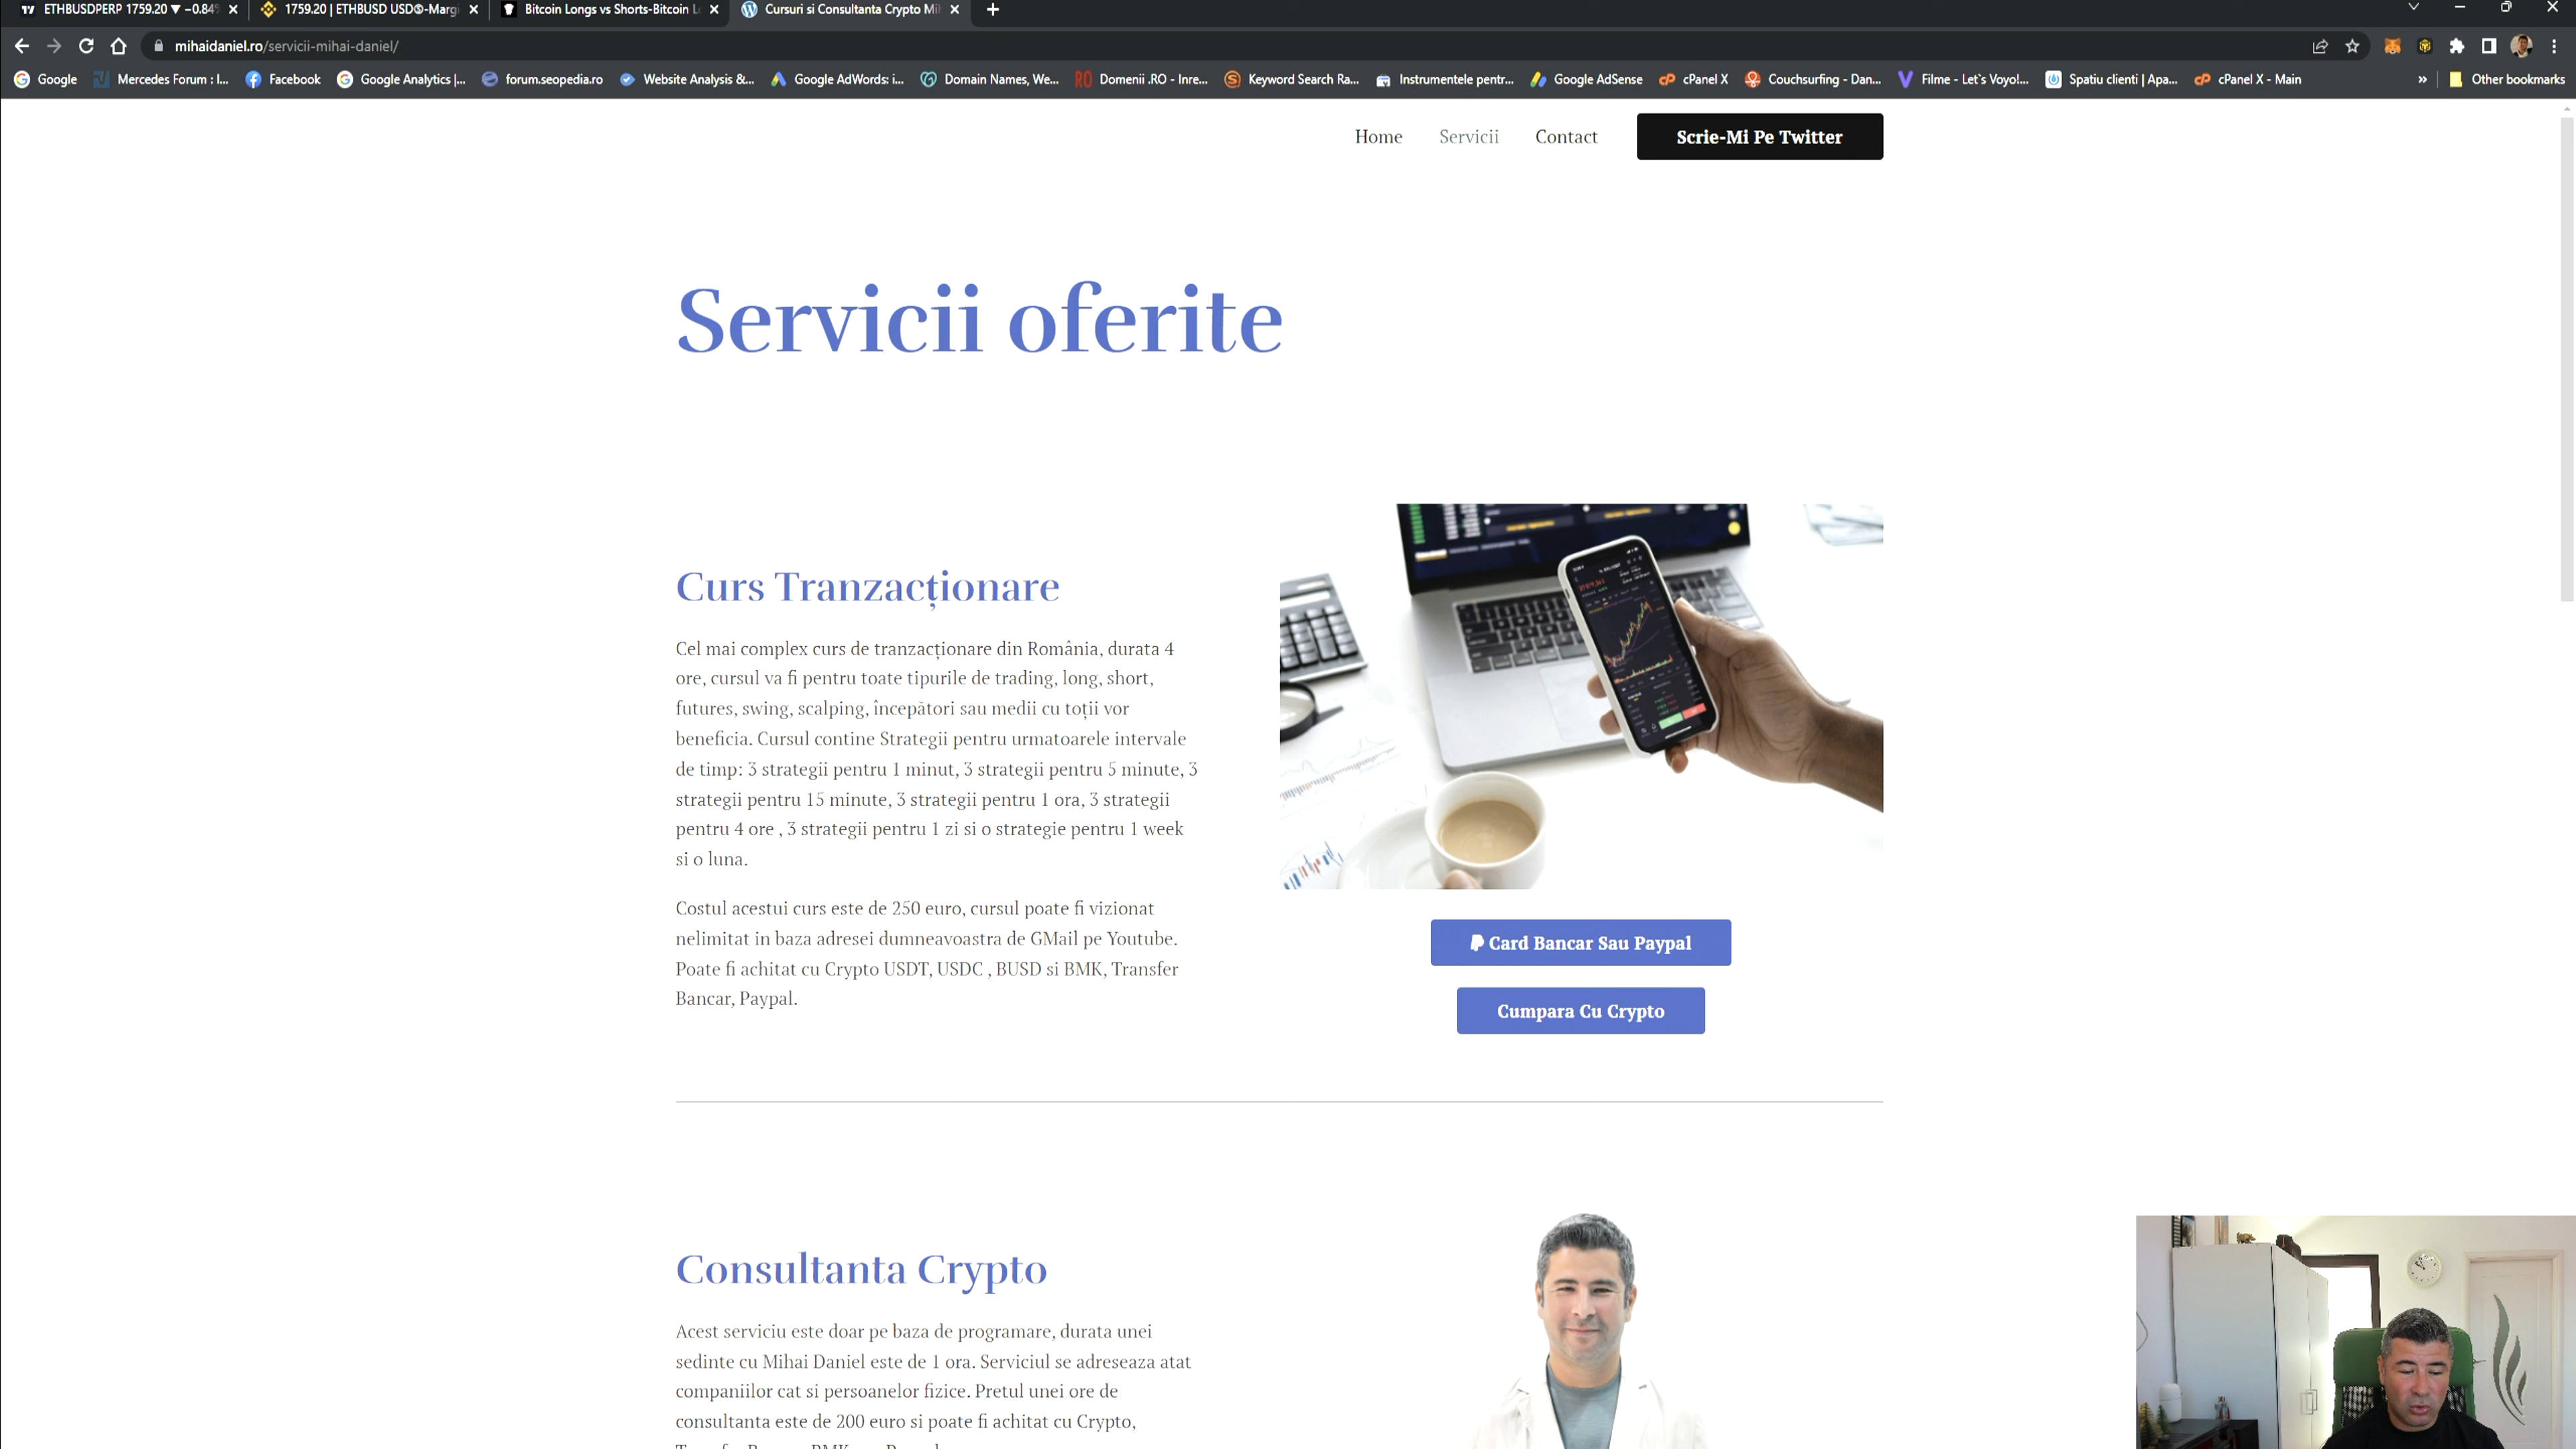 ETHBUSDPERP 1759.20 ▼ −0.84
1759.20 | ETHBUSD USD®-Margi
Bitcoin Longs vs Shorts-Bitcoin L
Cursuri si Consultanta Crypto Mi
mihaidaniel.ro/servicii-mihai-daniel/
Google
Mercedes Forum : I...
Facebook
Google Analytics |...
forum.seopedia.ro
Website Analysis &...
Google AdWords: i...
Domain Names, We...
RO Domenii .RO - Inre...
Keyword Search Ra...
Instrumentele pentr...
Google AdSense
cPanel X
Couchsurfing - Dan...
Filme - Let`s Voyo!...
Spatiu clienti | Apa...
cPanel X - Main
»
Other bookmarks
Home
Servicii
Contact
Scrie-Mi Pe Twitter
Servicii oferite
Curs Tranzacționare
Cel mai complex curs de tranzacționare din România, durata 4
ore, cursul va fi pentru toate tipurile de trading, long, short,
futures, swing, scalping, începători sau medii cu toții vor
beneficia. Cursul contine Strategii pentru urmatoarele intervale
de timp: 3 strategii pentru 1 minut, 3 strategii pentru 5 minute, 3
strategii pentru 15 minute, 3 strategii pentru 1 ora, 3 strategii
pentru 4 ore , 3 strategii pentru 1 zi si o strategie pentru 1 week
si o luna.
Costul acestui curs este de 250 euro, cursul poate fi vizionat
nelimitat in baza adresei dumneavoastra de GMail pe Youtube.
Poate fi achitat cu Crypto USDT, USDC , BUSD si BMK, Transfer
Bancar, Paypal.
Card Bancar Sau Paypal
Cumpara Cu Crypto
Consultanta Crypto
Acest serviciu este doar pe baza de programare, durata unei
sedinte cu Mihai Daniel este de 1 ora. Serviciul se adreseaza atat
companiilor cat si persoanelor fizice. Pretul unei ore de
consultanta este de 200 euro si poate fi achitat cu Crypto,